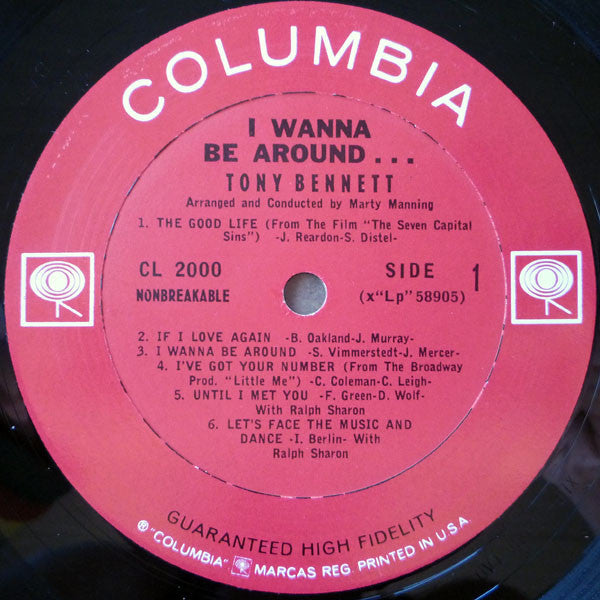 COLUMBIA
I WANNA
BE AROUND...
TONY BENNETT
Arranged and Conducted by Marty Manning
1. THE GOOD LIFE (From The Film "The Seven Capital
Sins") -J. Reardon-S. Distel-
CL 2000
NONBREAKABLE
SIDE 1
(x"Lp"58905)
2. IF I LOVE AGAIN -B. Oakland-J. Murray-
3. I WANNA BE AROUND -S. Vimmerstedt-J. Mercer-
4. I'VE GOT YOUR NUMBER (From The Broadway
Prod. "Little Me") -C. Coleman-C. Leigh-
5. UNTIL I MET YOU -F. Green-D. Wolf-
With Ralph Sharon
6. LET'S FACE THE MUSIC AND
DANCE -I. Berlin- With
Ralph Sharon
GUARANTEED HIGH FIDELITY
® "COLUMBIA" MARCAS REG. PRINTED IN U.S.A.